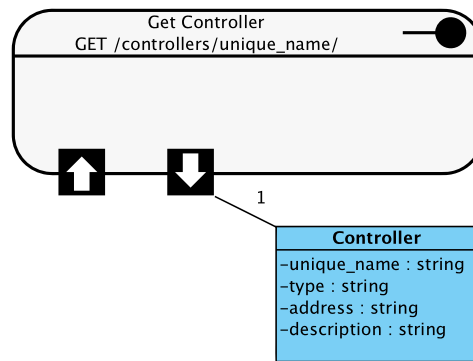 Get Controller
GET /controllers/unique_name/
1
Controller
-unique_name : string
-type : string
-address : string
-description : string